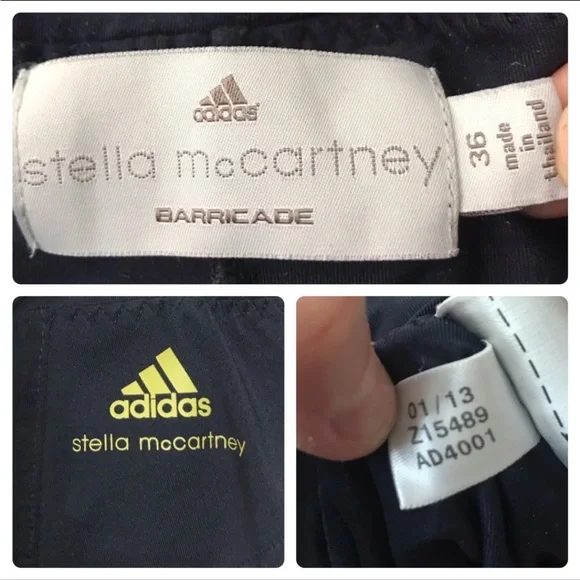 adidas
stella mccartney
BARRICADE
36
made
in
thailand
adidas
stella mccartney
01/13
Z15489
AD4001